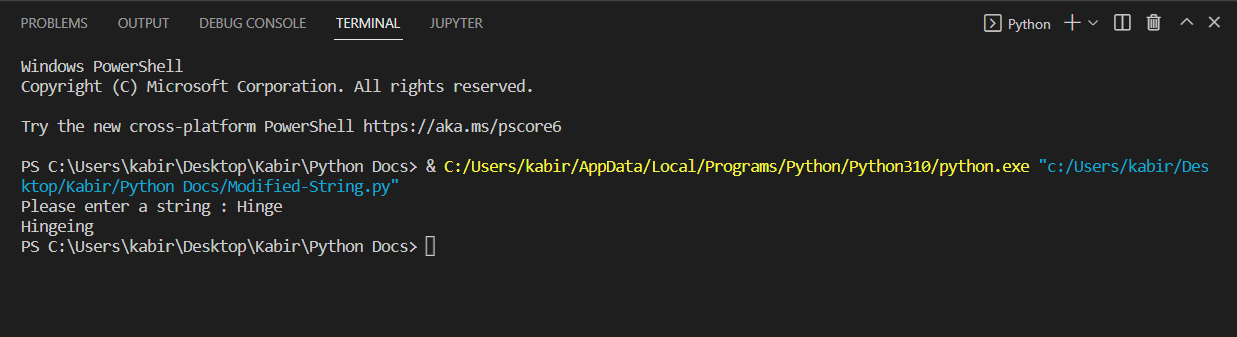 PROBLEMS OUTPUT DEBUG CONSOLE TERMINAL JUPYTER Python
Windows PowerShell
Copyright (C) Microsoft Corporation. All rights reserved.
Try the new cross-platform PowerShell https://aka.ms/pscore6
PS C:\Users\kabir\Desktop\Kabir\Python Docs> & C:/Users/kabir/AppData/Local/Programs/Python/Python310/python.exe "c:/Users/kabir/Des
ktop/Kabir/Python Docs/Modified-String.py"
Please enter a string : Hinge
Hingeing
PS C:\Users\kabir\Desktop\Kabir\Python Docs>